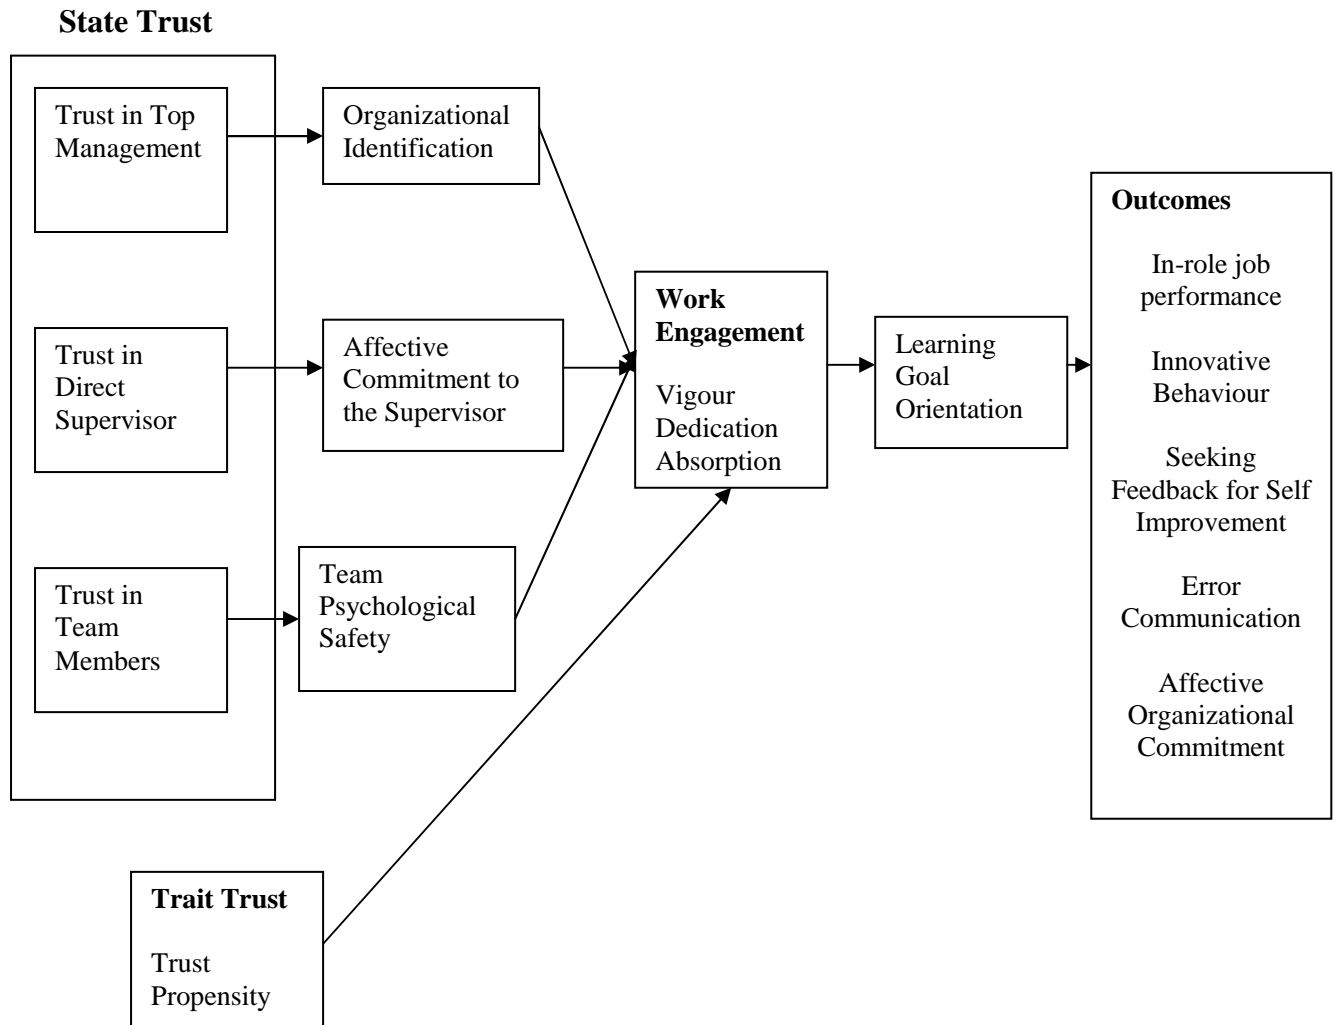 State Trust
Trust in Top
Management
Organizational
Identification
Trust in
Direct
Supervisor
Affective
Commitment to
the Supervisor
Trust in
Team
Members
Team
Psychological
Safety
Work
Engagement
Vigour
Dedication
Absorption
Learning
Goal
Orientation
Outcomes
In-role job
performance
Innovative
Behaviour
Seeking
Feedback for Self
Improvement
Error
Communication
Affective
Organizational
Commitment
Trait Trust
Trust
Propensity